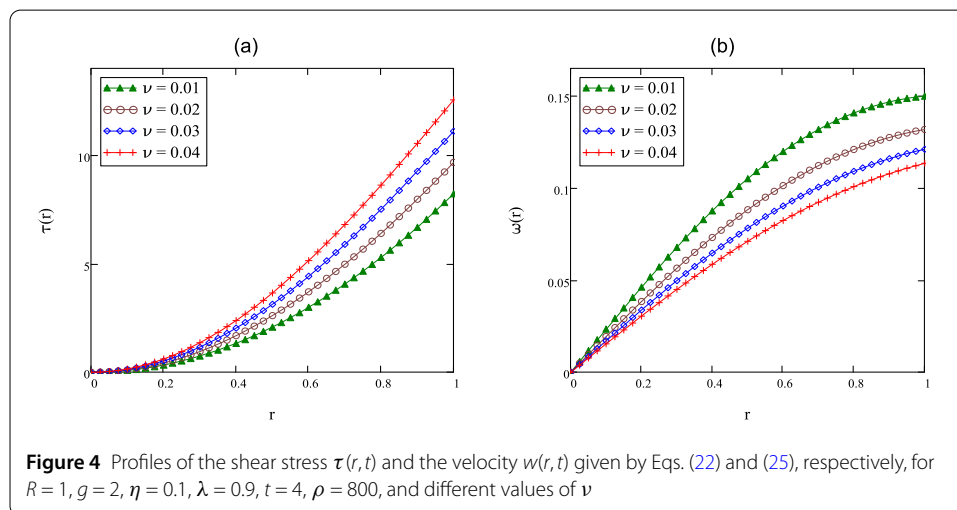 (a)
ν = 0.01
ν = 0.02
ν = 0.03
ν = 0.04
10
5
0
τ(r)
0
0.2
0.4
0.6
0.8
1
r
(b)
ν = 0.01
ν = 0.02
ν = 0.03
ν = 0.04
0.15
0.1
0.05
0
ω(r)
0
0.2
0.4
0.6
0.8
1
r
Figure 4 Profiles of the shear stress τ(r, t) and the velocity w(r, t) given by Eqs. (22) and (25), respectively, for
R = 1, g = 2, η = 0.1, λ = 0.9, t = 4, ρ = 800, and different values of ν